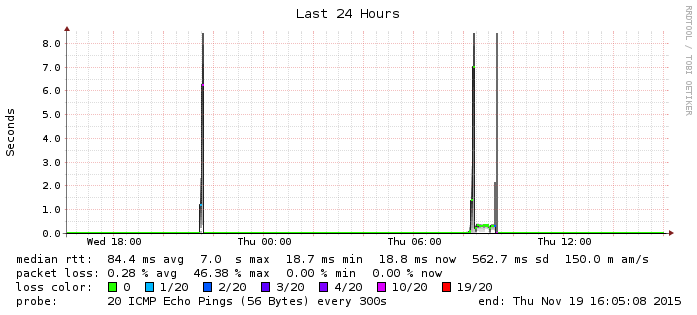 Last 24 Hours
RRDTOOL / TOBI OETIKER
Seconds
8.0
7.0
6.0
5.0
4.0
3.0
2.0
1.0
0.0
Wed 18:00 Thu 00:00 Thu 06:00 Thu 12:00
median rtt: 84.4 ms avg 7.0 s max 18.7 ms min 18.8 ms now 562.7 ms sd 150.0 m am/s
packet loss: 0.28 % avg 46.38 % max 0.00 % min 0.00 % now
loss color: 0 1/20 2/20 3/20 4/20 10/20 19/20
probe: 20 ICMP Echo Pings (56 Bytes) every 300s end: Thu Nov 19 16:05:08 2015